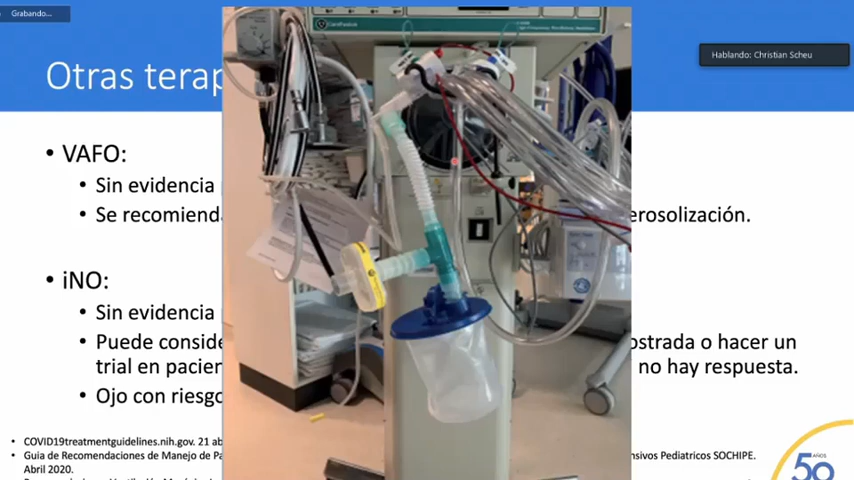 Grabando...
Hablando: Christian Scheu
CareFusion
Otras terap
• VAFO:
• Sin evidencia
• Se recomienda erosolización.
• iNO:
• Sin evidencia
• Puede conside ostrada o hacer un
trial en pacien no hay respuesta.
• Ojo con riesgo
• COVID19treatmentguidelines.nih.gov. 21 ab
• Guia de Recomendaciones de Manejo de Pa ensivos Pediatricos SOCHIPE.
Abril 2020.
50 AÑOS